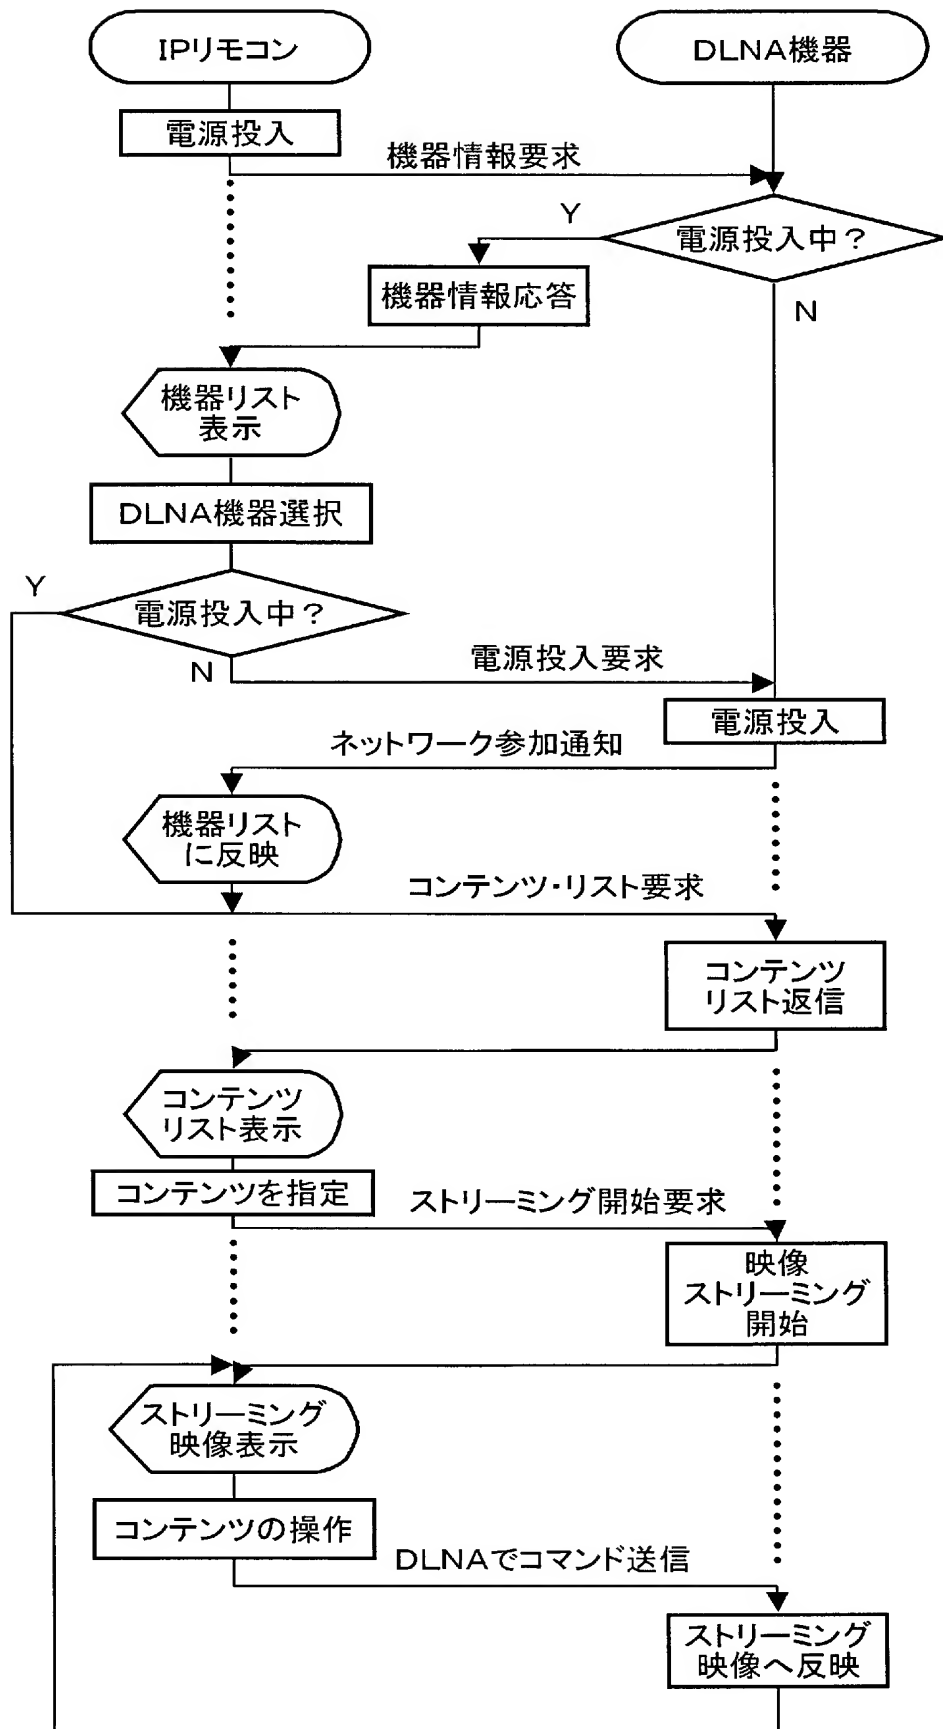 IPリモコン
DLNA機器
電源投入
機器情報要求
Y
電源投入中？
機器情報応答
N
機器リスト
表示
DLNA機器選択
Y
電源投入中？
N
電源投入要求
電源投入
ネットワーク参加通知
機器リスト
に反映
コンテンツ・リスト要求
コンテンツ
リスト返信
コンテンツ
リスト表示
コンテンツを指定
ストリーミング開始要求
映像
ストリーミング
開始
ストリーミング
映像表示
コンテンツの操作
DLNAでコマンド送信
ストリーミング
映像へ反映